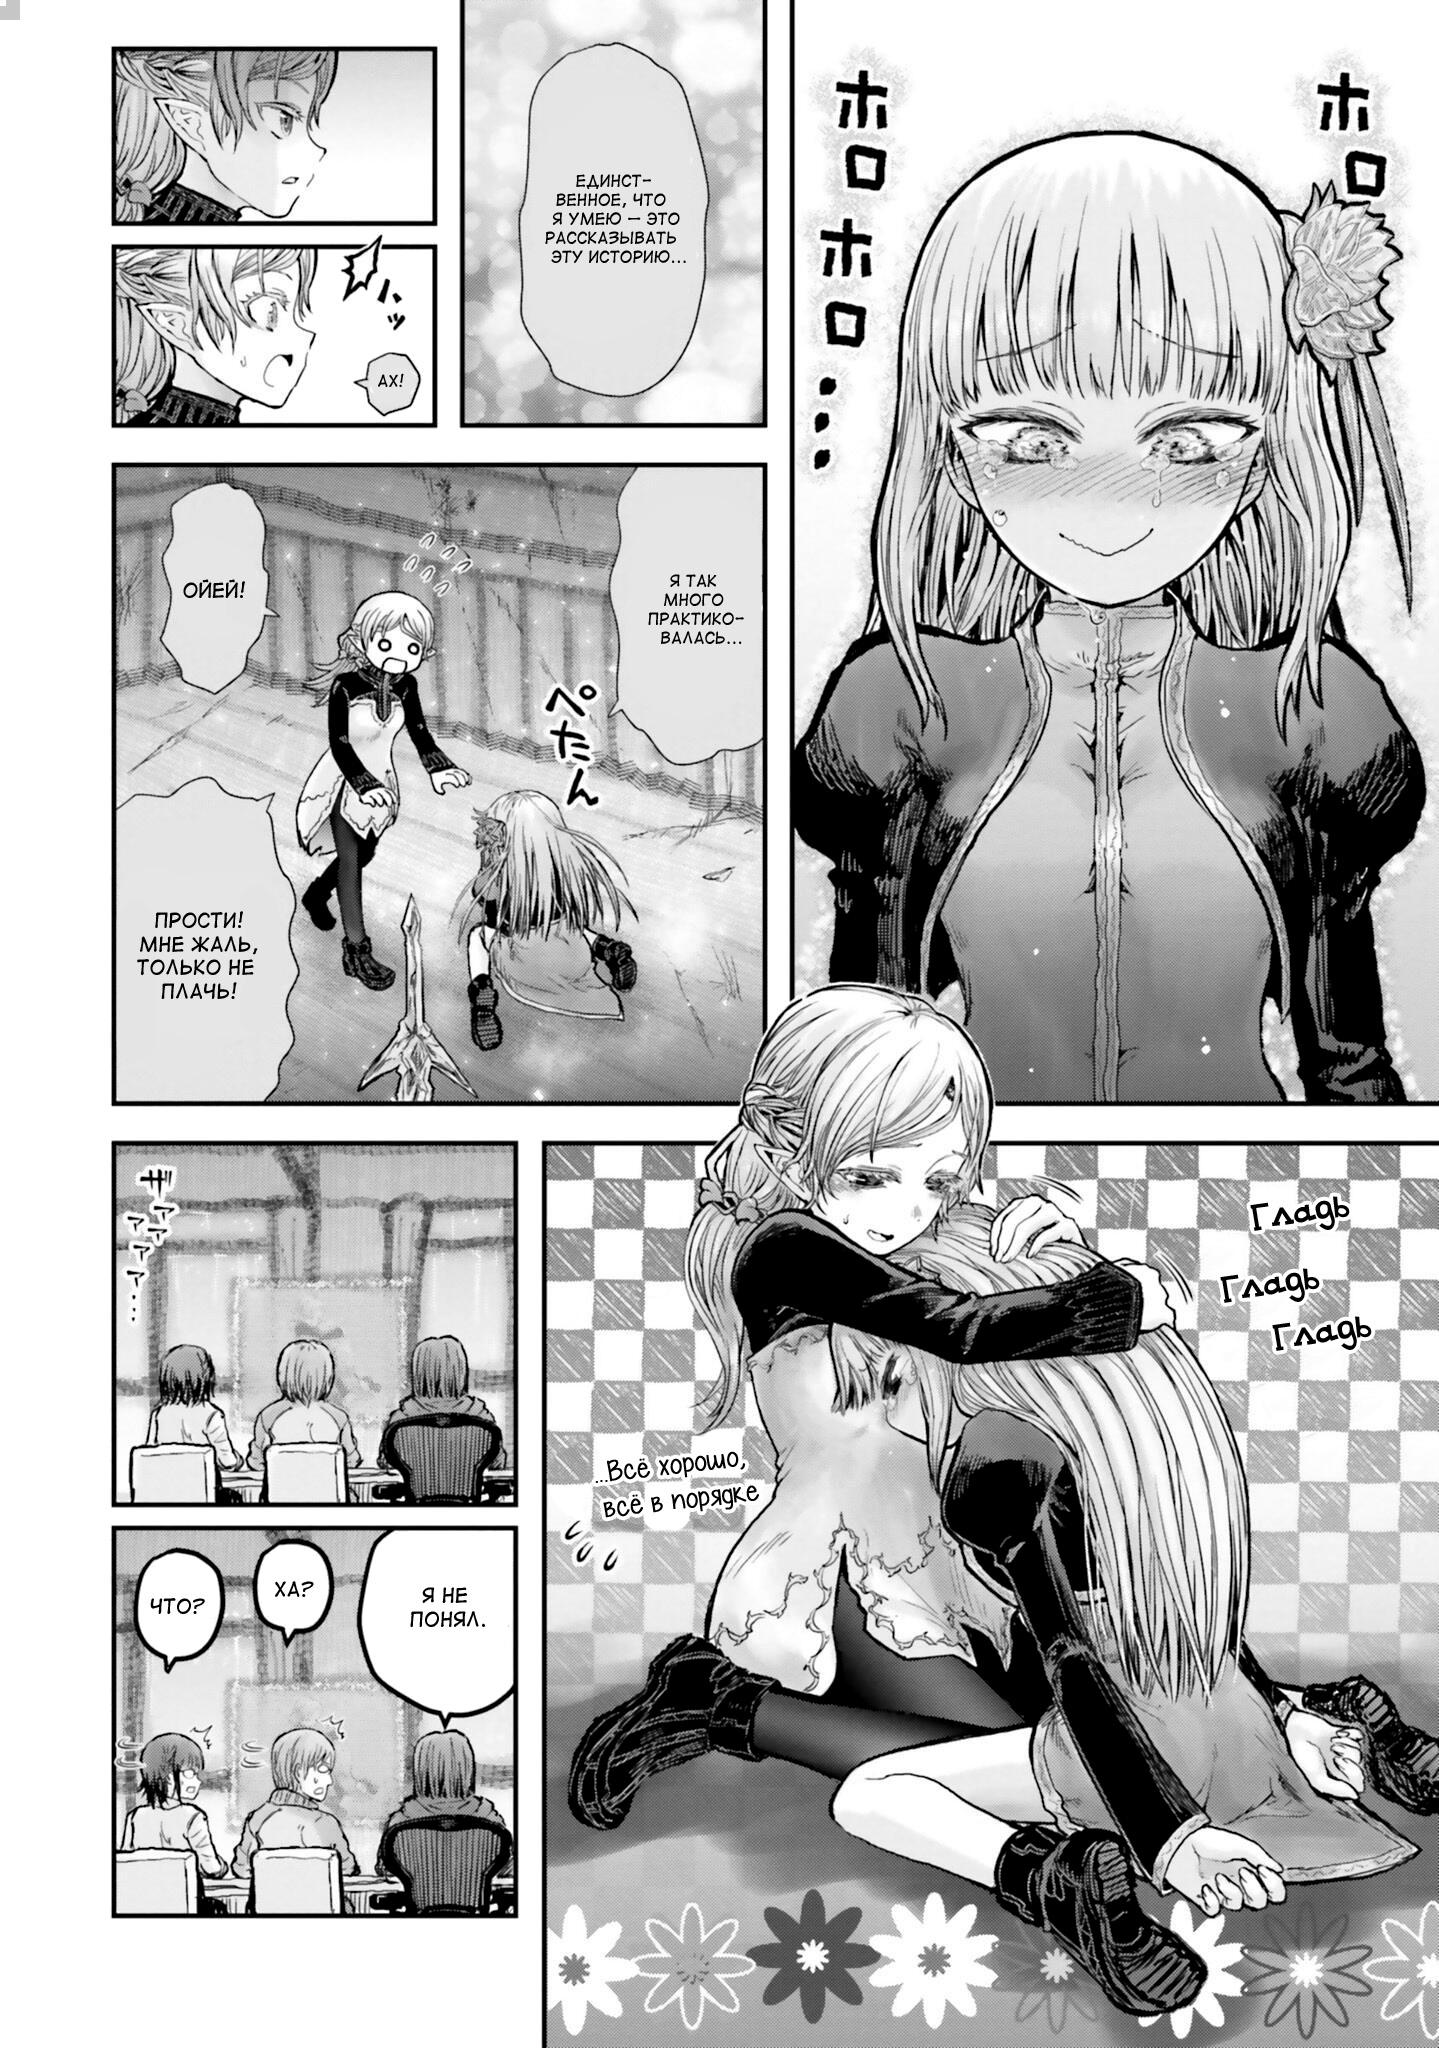 ホロホロ...
ホロ
ЕДИНСТ-
ВЕННОЕ, ЧТО
Я УМЕЮ — ЭТО
РАССКАЗЫВАТЬ
ЭТУ ИСТОРИЮ...
ハッ
АХ!
Я ТАК
МНОГО
ПРАКТИКО-
ВАЛАСЬ...
ОЙЕЙ!
ぺたん
ПРОСТИ!
МНЕ ЖАЛЬ,
ТОЛЬКО НЕ
ПЛАЧЬ!
Гладь
Гладь
Гладь
...Всё хорошо,
всё в порядке
ザァァァァ...
Я НЕ
ПОНЯЛ.
ХА?
ЧТО?